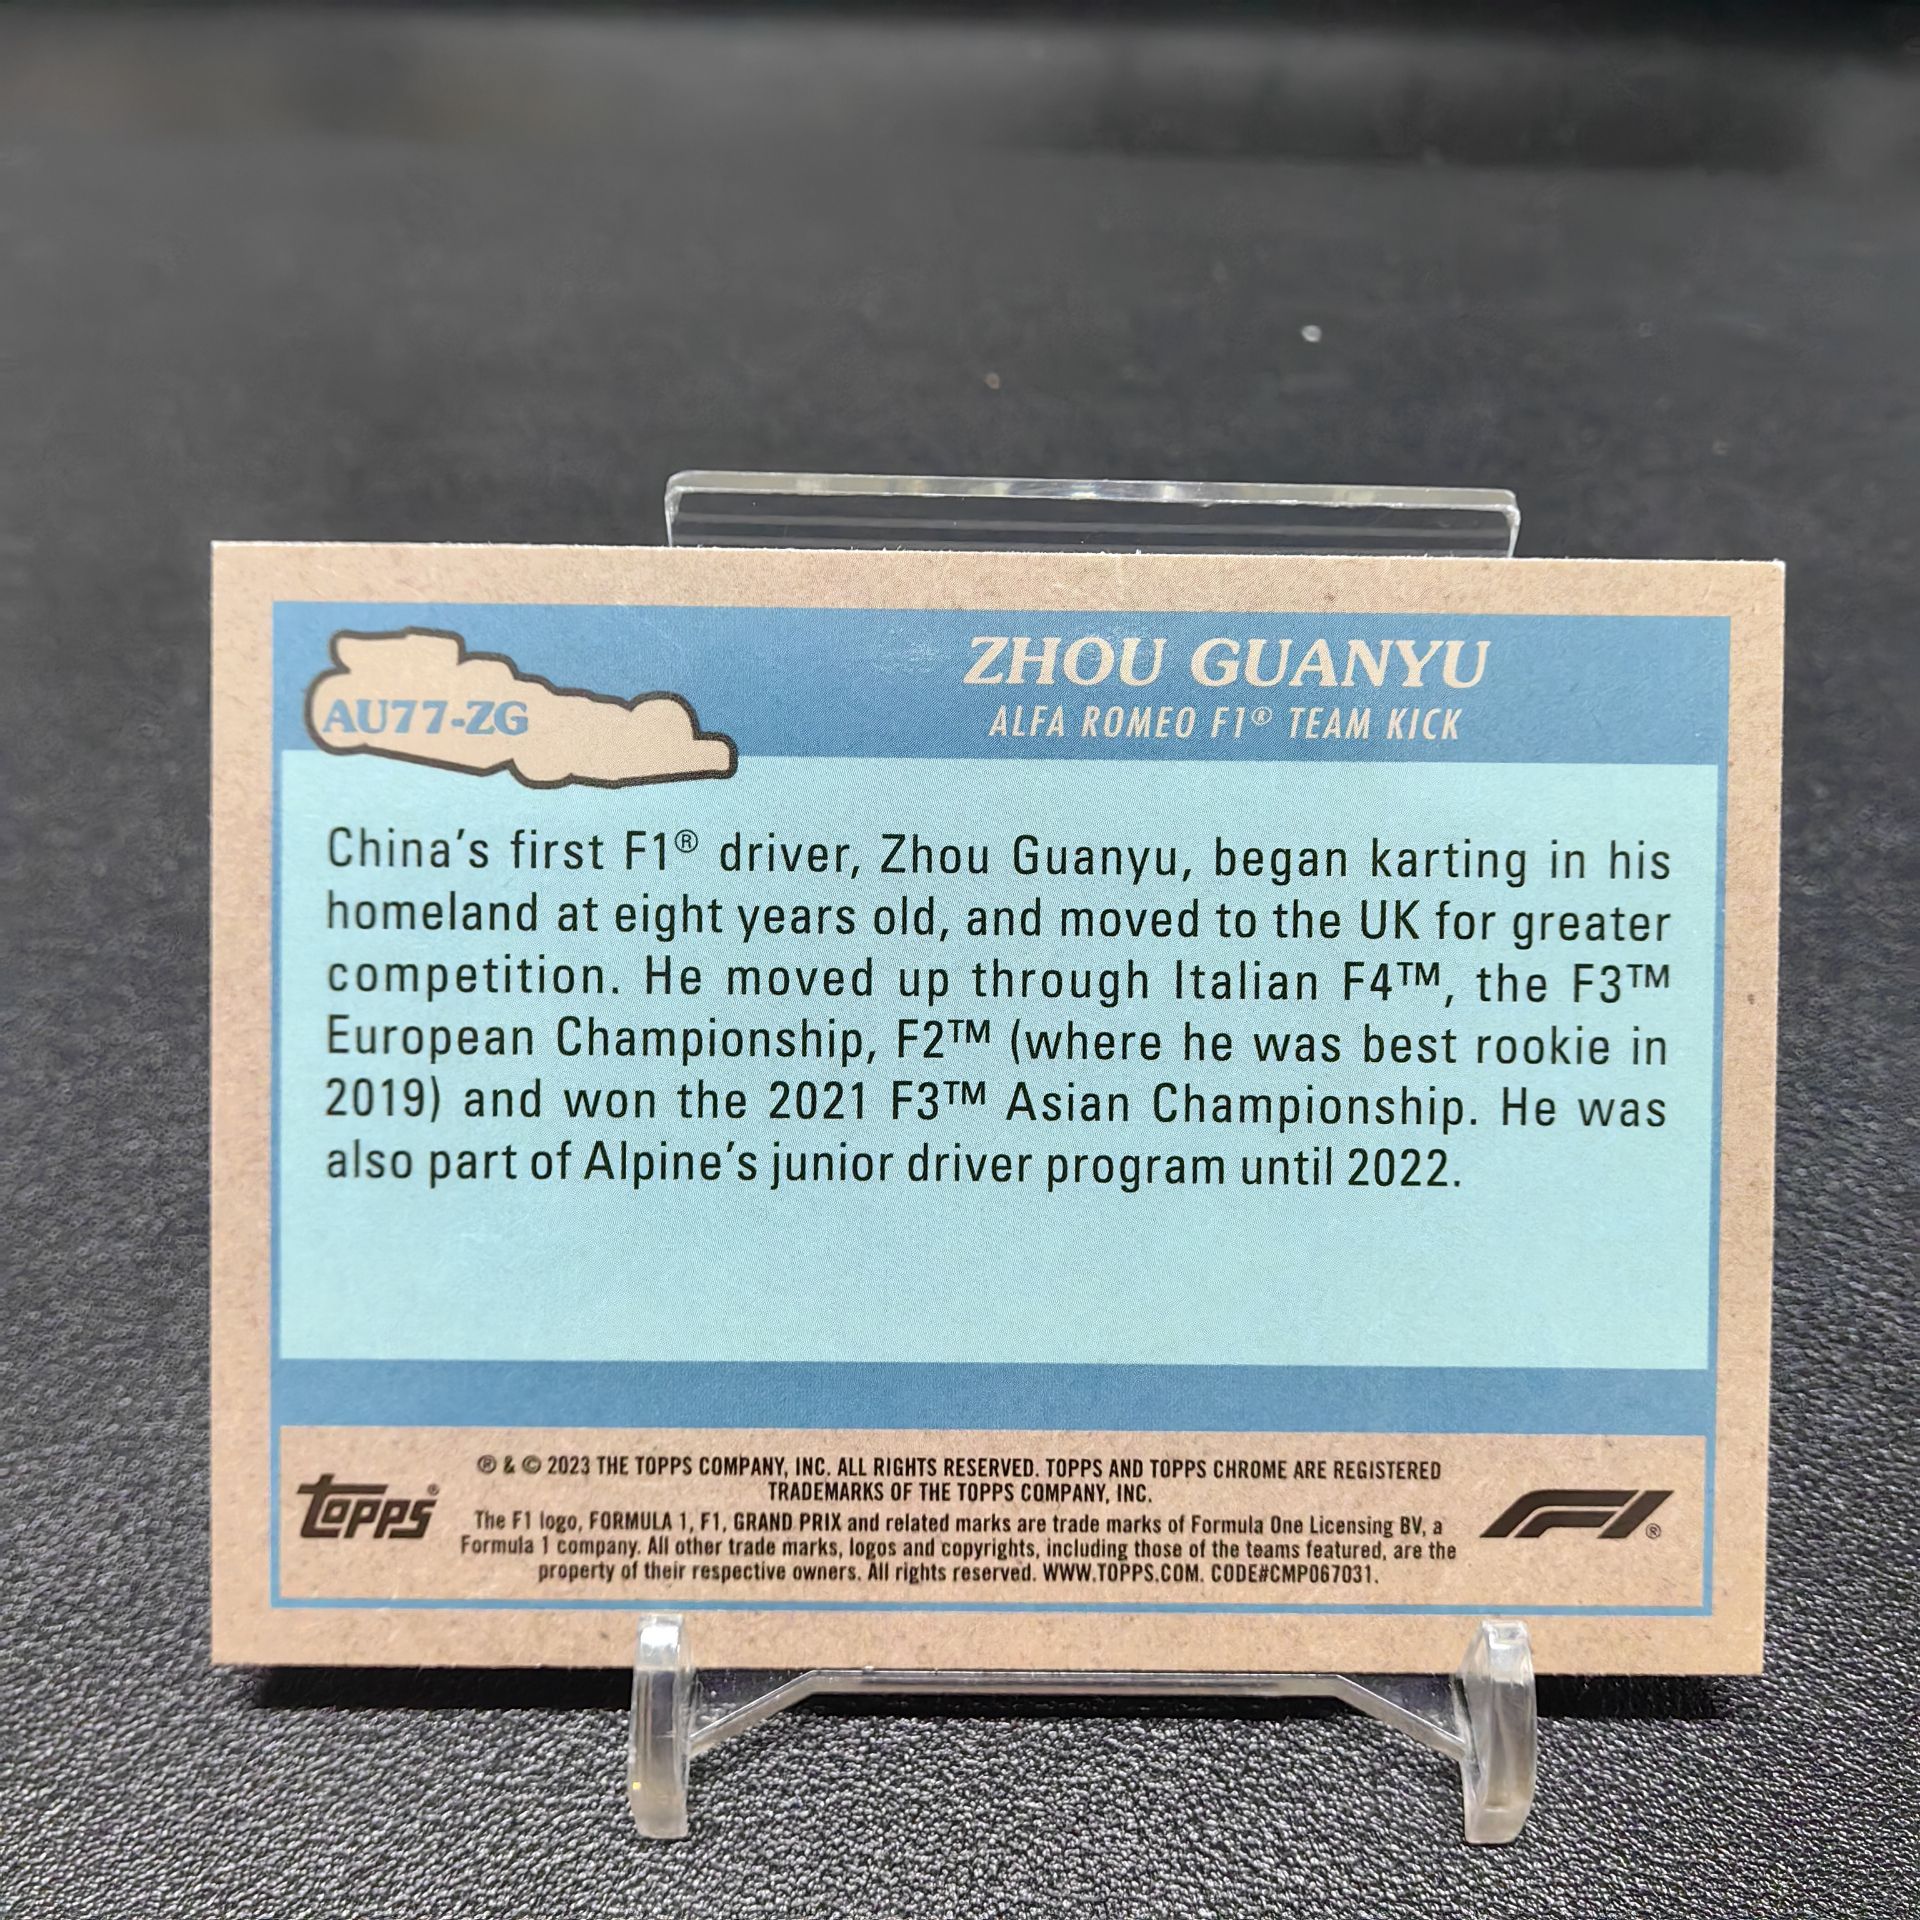 AU77-ZG
ZHOU GUANYU
ALFA ROMEO F1® TEAM KICK
China's first F1® driver, Zhou Guanyu, began karting in his
homeland at eight years old, and moved to the UK for greater
competition. He moved up through Italian F4™, the F3™
European Championship, F2™ (where he was best rookie in
2019) and won the 2021 F3™ Asian Championship. He was
also part of Alpine's junior driver program until 2022.
® & © 2023 THE TOPPS COMPANY, INC. ALL RIGHTS RESERVED. TOPPS AND TOPPS CHROME ARE REGISTERED
TRADEMARKS OF THE TOPPS COMPANY, INC.
The F1 logo, FORMULA 1, F1, GRAND PRIX and related marks are trade marks of Formula One Licensing BV, a
Formula 1 company. All other trade marks, logos and copyrights, including those of the teams featured, are the
property of their respective owners. All rights reserved. WWW.TOPPS.COM. CODE#CMP067031.
topps®
F1®